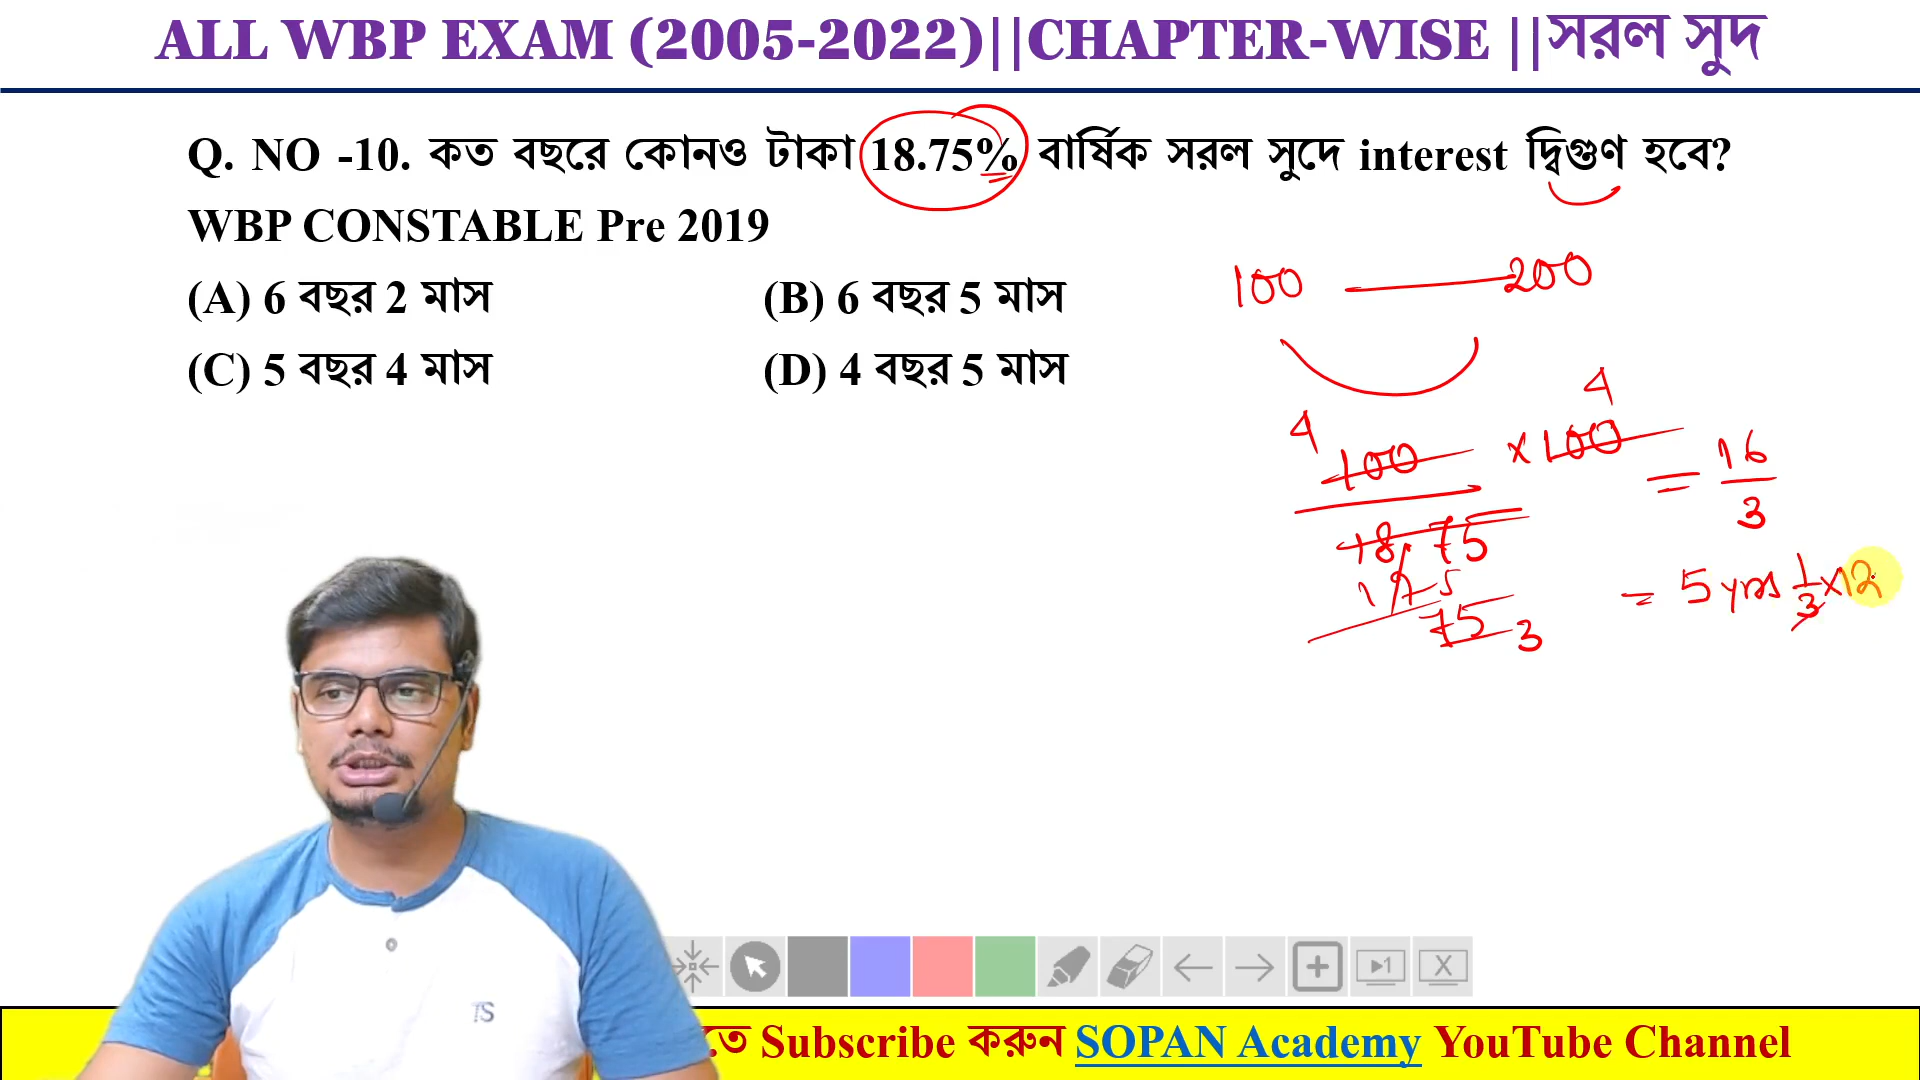 ALL WBP EXAM (2005-2022)||CHAPTER-WISE ||সরল সুদ
Q. NO -10. কত বছরে কোনও টাকা 18.75% বার্ষিক সরল সুদে interest দ্বিগুণ হবে?
WBP CONSTABLE Pre 2019
(A) 6 বছর 2 মাস (B) 6 বছর 5 মাস
(C) 5 বছর 4 মাস (D) 4 বছর 5 মাস
100 — 200
4 4
100 × 100 = 16/3
18.75
= 5 yrs 1/3 × 12
75 3
TS
তে Subscribe করুন SOPAN Academy YouTube Channel